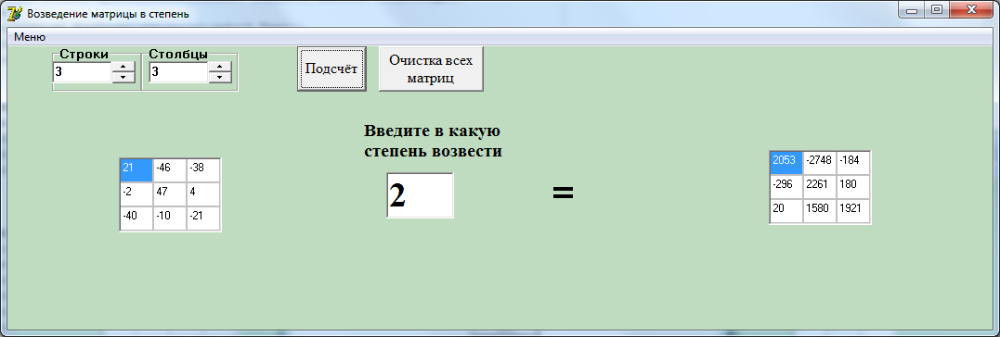 Возведение матрицы в степень
Меню
Строки Столбцы
3 3
Подсчёт
Очистка всех
матриц
Введите в какую
степень возвести
21 -46 -38
-2 47 4
-40 -10 -21
2
=
2053 -2748 -184
-296 2261 180
20 1580 1921